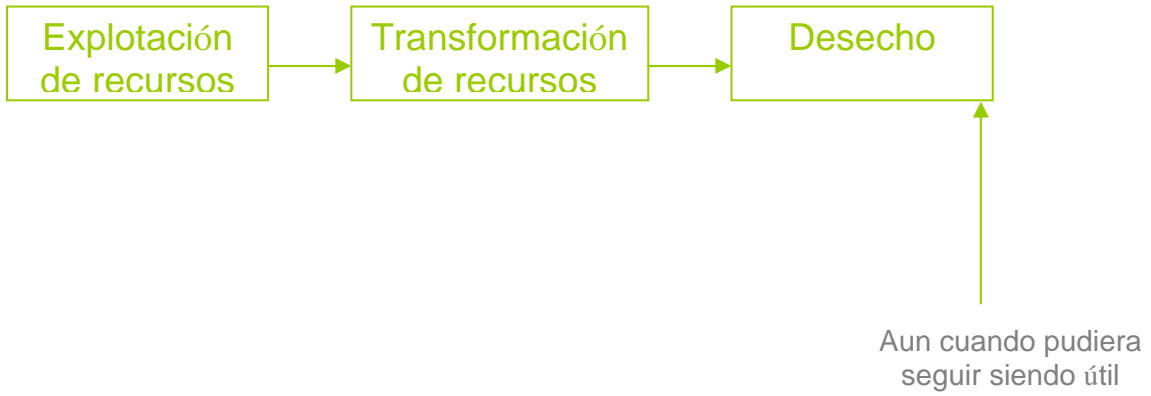 Explotación
de recursos
Transformación
de recursos
Desecho
Aun cuando pudiera
seguir siendo útil